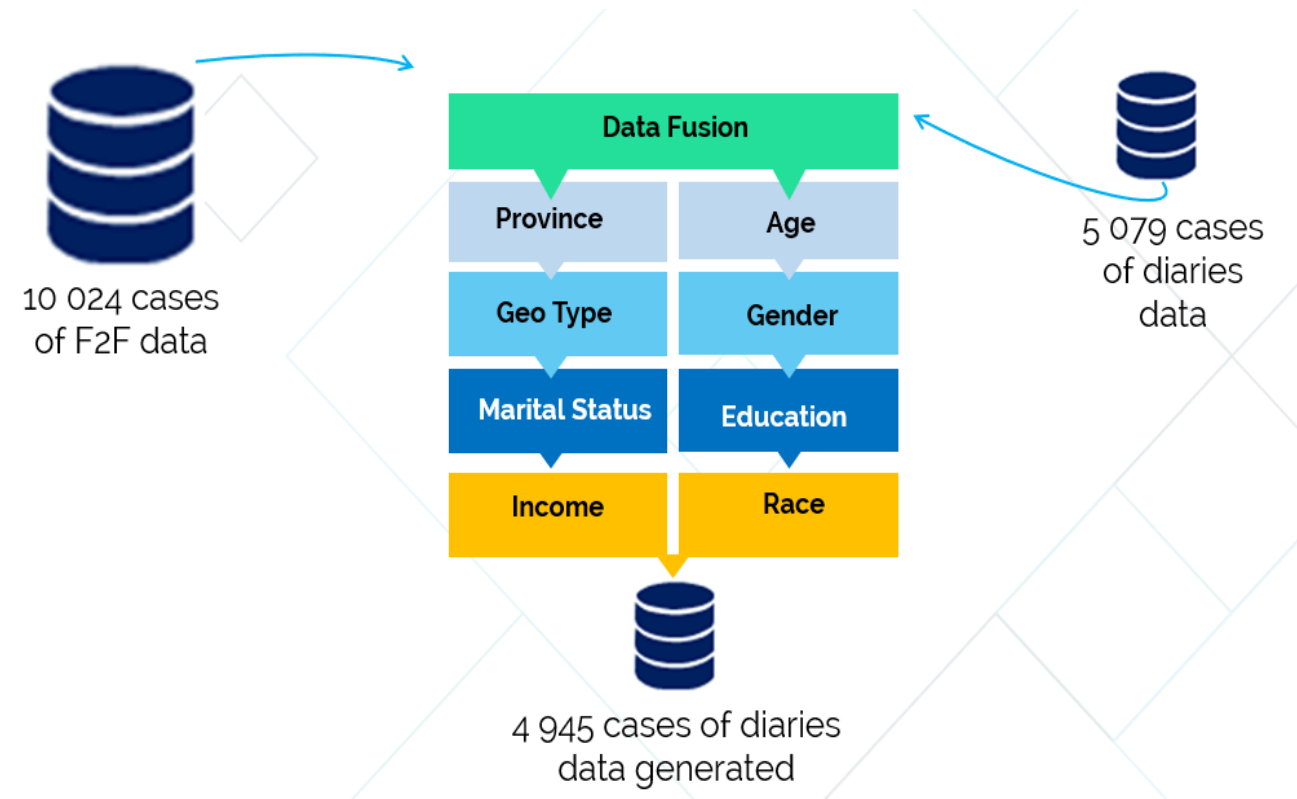 Data Fusion
Province
Age
Geo Type
Gender
Marital Status
Education
Income
Race
10 024 cases
of F2F data
5 079 cases
of diaries
data
4 945 cases of diaries
data generated